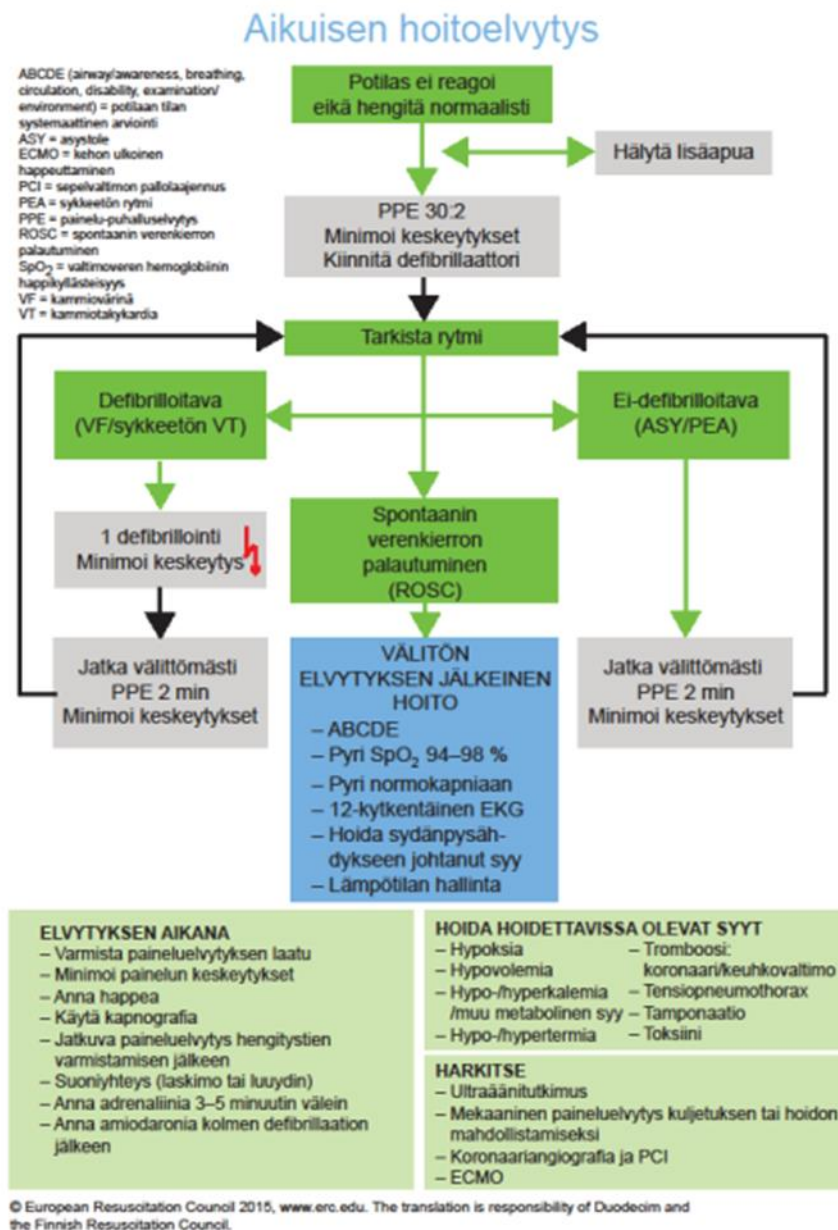 Aikuisen hoitoelvytys
ABCDE (airway/awareness, breathing,
circulation, disability, examination/
environment) = potilaan tilan
systemaattinen arviointi
ASY = asystole
ECMO = kehon ulkoinen
happeuttaminen
PCI = sepelvaltimon pallolaajennus
PEA = sykkeetön rytmi
PPE = painelu-puhalluselvytys
ROSC = spontaanin verenkierron
palautuminen
SpO₂ = valtimoveren hemoglobiinin
happikyllästeisyys
VF = kammiovärinä
VT = kammiotakykardia
Potilas ei reagoi
eikä hengitä normaalisti
Hälytä lisäapua
PPE 30:2
Minimoi keskeytykset
Kiinnitä defibrillaattori
Tarkista rytmi
Defibrilloitava
(VF/sykkeetön VT)
Ei-defibrilloitava
(ASY/PEA)
1 defibrillointi
Minimoi keskeytys
Spontaanin
verenkierron
palautuminen
(ROSC)
Jatka välittömästi
PPE 2 min
Minimoi keskeytykset
VÄLITÖN
ELVYTYKSEN JÄLKEINEN
HOITO
– ABCDE
– Pyri SpO₂ 94–98 %
– Pyri normokapniaan
– 12-kytkentäinen EKG
– Hoida sydänpysäh-
dykseen johtanut syy
– Lämpötilan hallinta
Jatka välittömästi
PPE 2 min
Minimoi keskeytykset
ELVYTYKSEN AIKANA
– Varmista paineluelvytyksen laatu
– Minimoi painelun keskeytykset
– Anna happea
– Käytä kapnografia
– Jatkuva paineluelvytys hengitystien
varmistamisen jälkeen
– Suoniyhteys (laskimo tai luuydin)
– Anna adrenaliinia 3–5 minuutin välein
– Anna amiodaronia kolmen defibrillaation
jälkeen
HOIDA HOIDETTAVISSA OLEVAT SYYT
– Hypoksia
– Hypovolemia
– Hypo-/hyperkalemia
/muu metabolinen syy
– Hypo-/hypertermia
– Tromboosi:
koronaari/keuhkovaltimo
– Tensiopneumothorax
– Tamponaatio
– Toksiini
HARKITSE
– Ultraäänitutkimus
– Mekaaninen paineluelvytys kuljetuksen tai hoidon
mahdollistamiseksi
– Koronaariangiografia ja PCI
– ECMO
© European Resuscitation Council 2015, www.erc.edu. The translation is responsibility of Duodecim and
the Finnish Resuscitation Council.